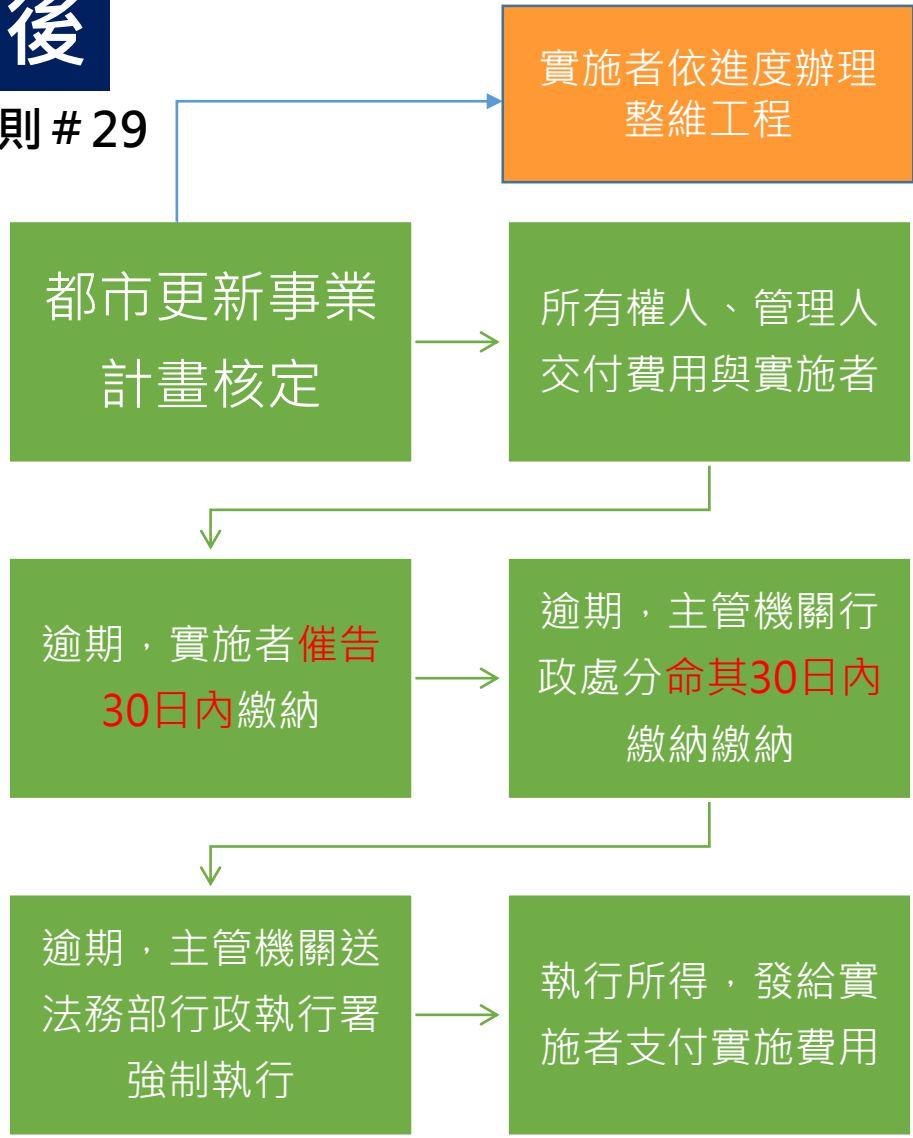 後
則#29
實施者依進度辦理
整維工程
都市更新事業
計畫核定
所有權人、管理人
交付費用與實施者
逾期，實施者催告
30日內繳納
逾期，主管機關行
政處分命其30日內
繳納繳納
逾期，主管機關送
法務部行政執行署
強制執行
執行所得，發給實
施者支付實施費用